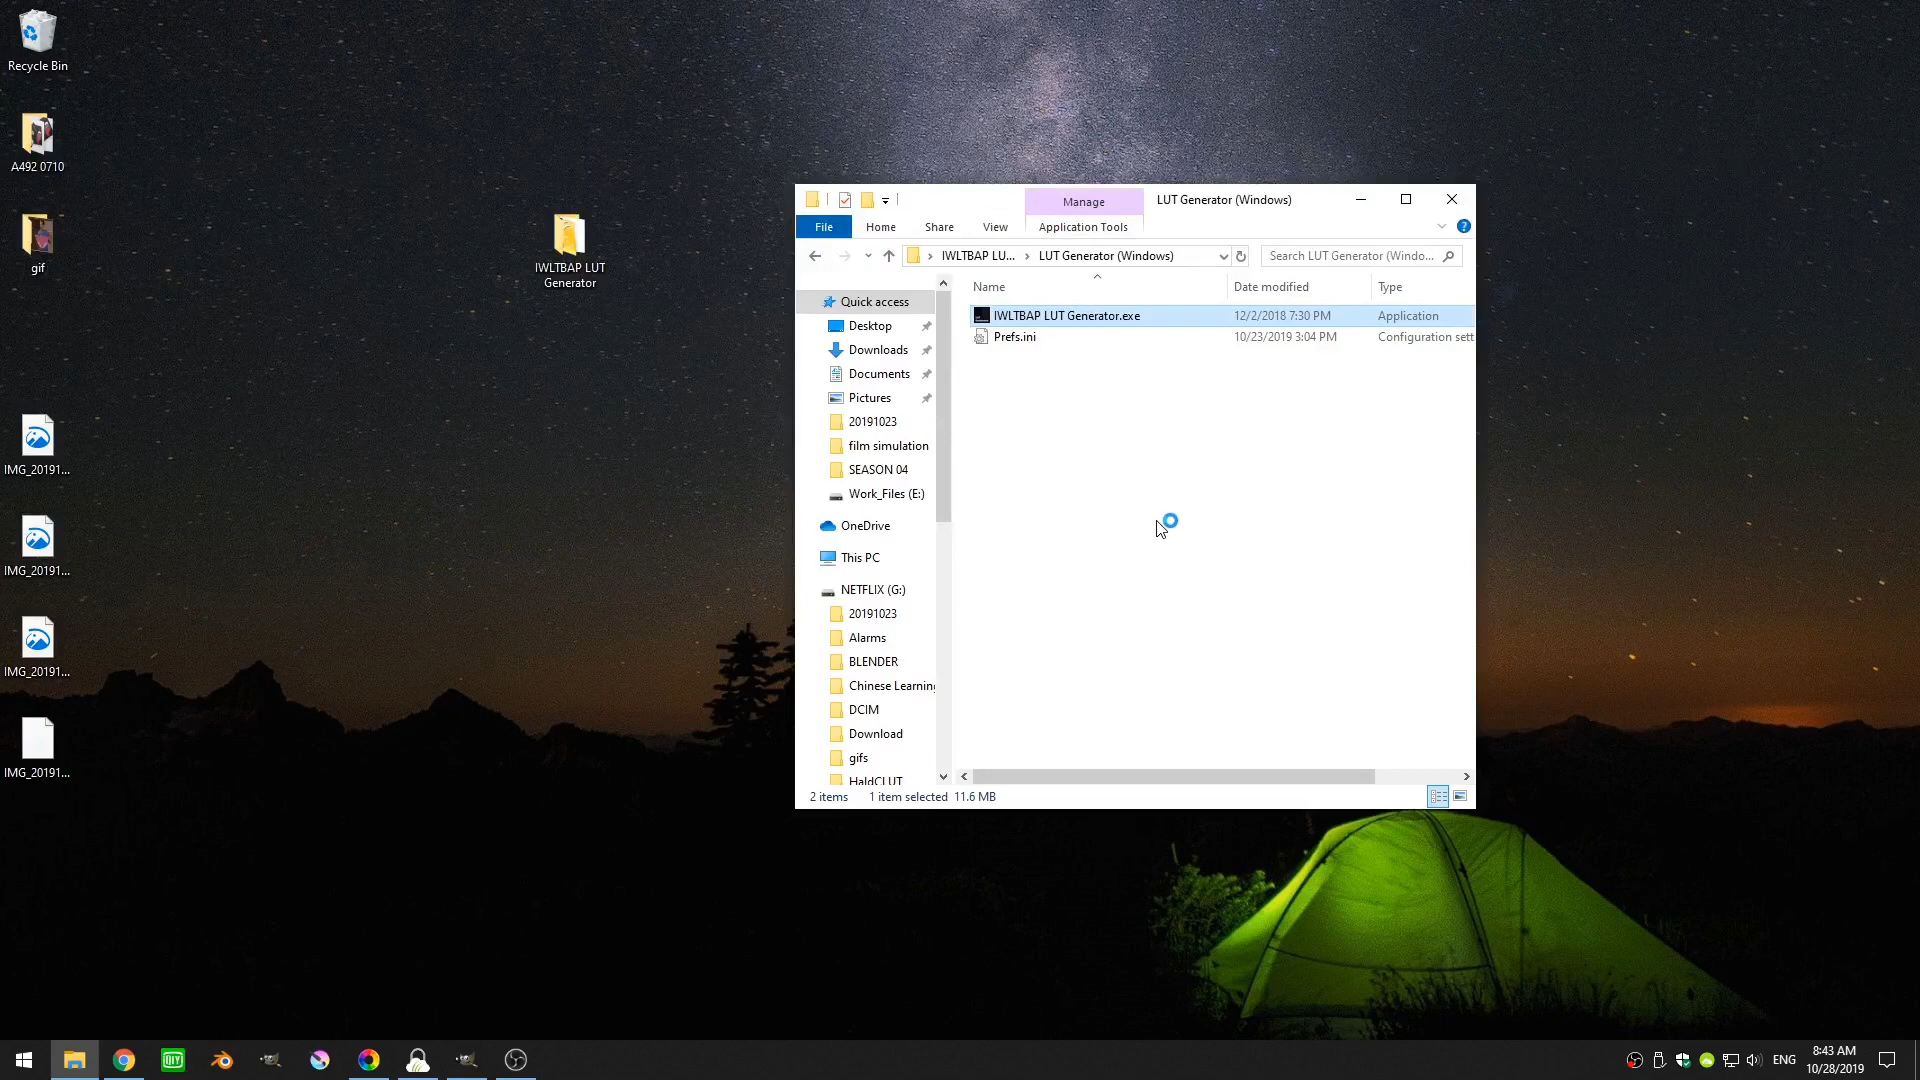 Recycle Bin
A492 0710
gif
IMG_20191...
IMG_20191...
IMG_20191...
IMG_20191...
IWLTBAP LUT
Generator
Manage
LUT Generator (Windows)
File
Home
Share
View
Application Tools
IWLTBAP LU...
LUT Generator (Windows)
Search LUT Generator (Windo...
Name
Date modified
Type
IWLTBAP LUT Generator.exe
12/2/2018 7:30 PM
Application
Prefs.ini
10/23/2019 3:04 PM
Configuration sett
Quick access
Desktop
Downloads
Documents
Pictures
20191023
film simulation
SEASON 04
Work_Files (E:)
OneDrive
This PC
NETFLIX (G:)
20191023
Alarms
BLENDER
Chinese Learning
DCIM
Download
gifs
HaldCLUT
2 items
1 item selected 11.6 MB
QIY
ENG
8:43 AM
10/28/2019